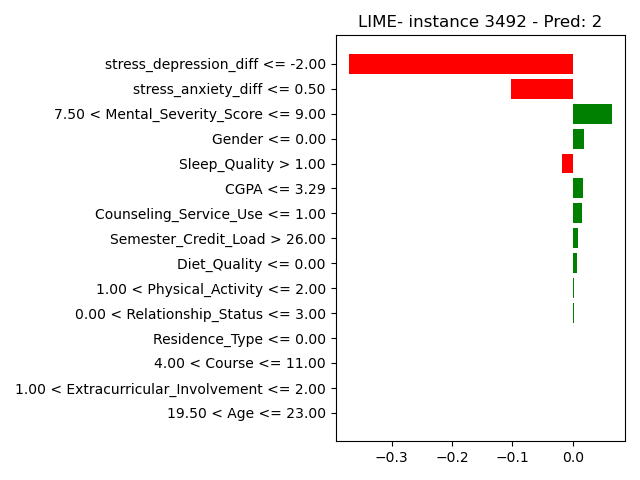 LIME- instance 3492 - Pred: 2
stress_depression_diff <= -2.00
stress_anxiety_diff <= 0.50
7.50 < Mental_Severity_Score <= 9.00
Gender <= 0.00
Sleep_Quality > 1.00
CGPA <= 3.29
Counseling_Service_Use <= 1.00
Semester_Credit_Load > 26.00
Diet_Quality <= 0.00
1.00 < Physical_Activity <= 2.00
0.00 < Relationship_Status <= 3.00
Residence_Type <= 0.00
4.00 < Course <= 11.00
1.00 < Extracurricular_Involvement <= 2.00
19.50 < Age <= 23.00
−0.3 −0.2 −0.1 0.0